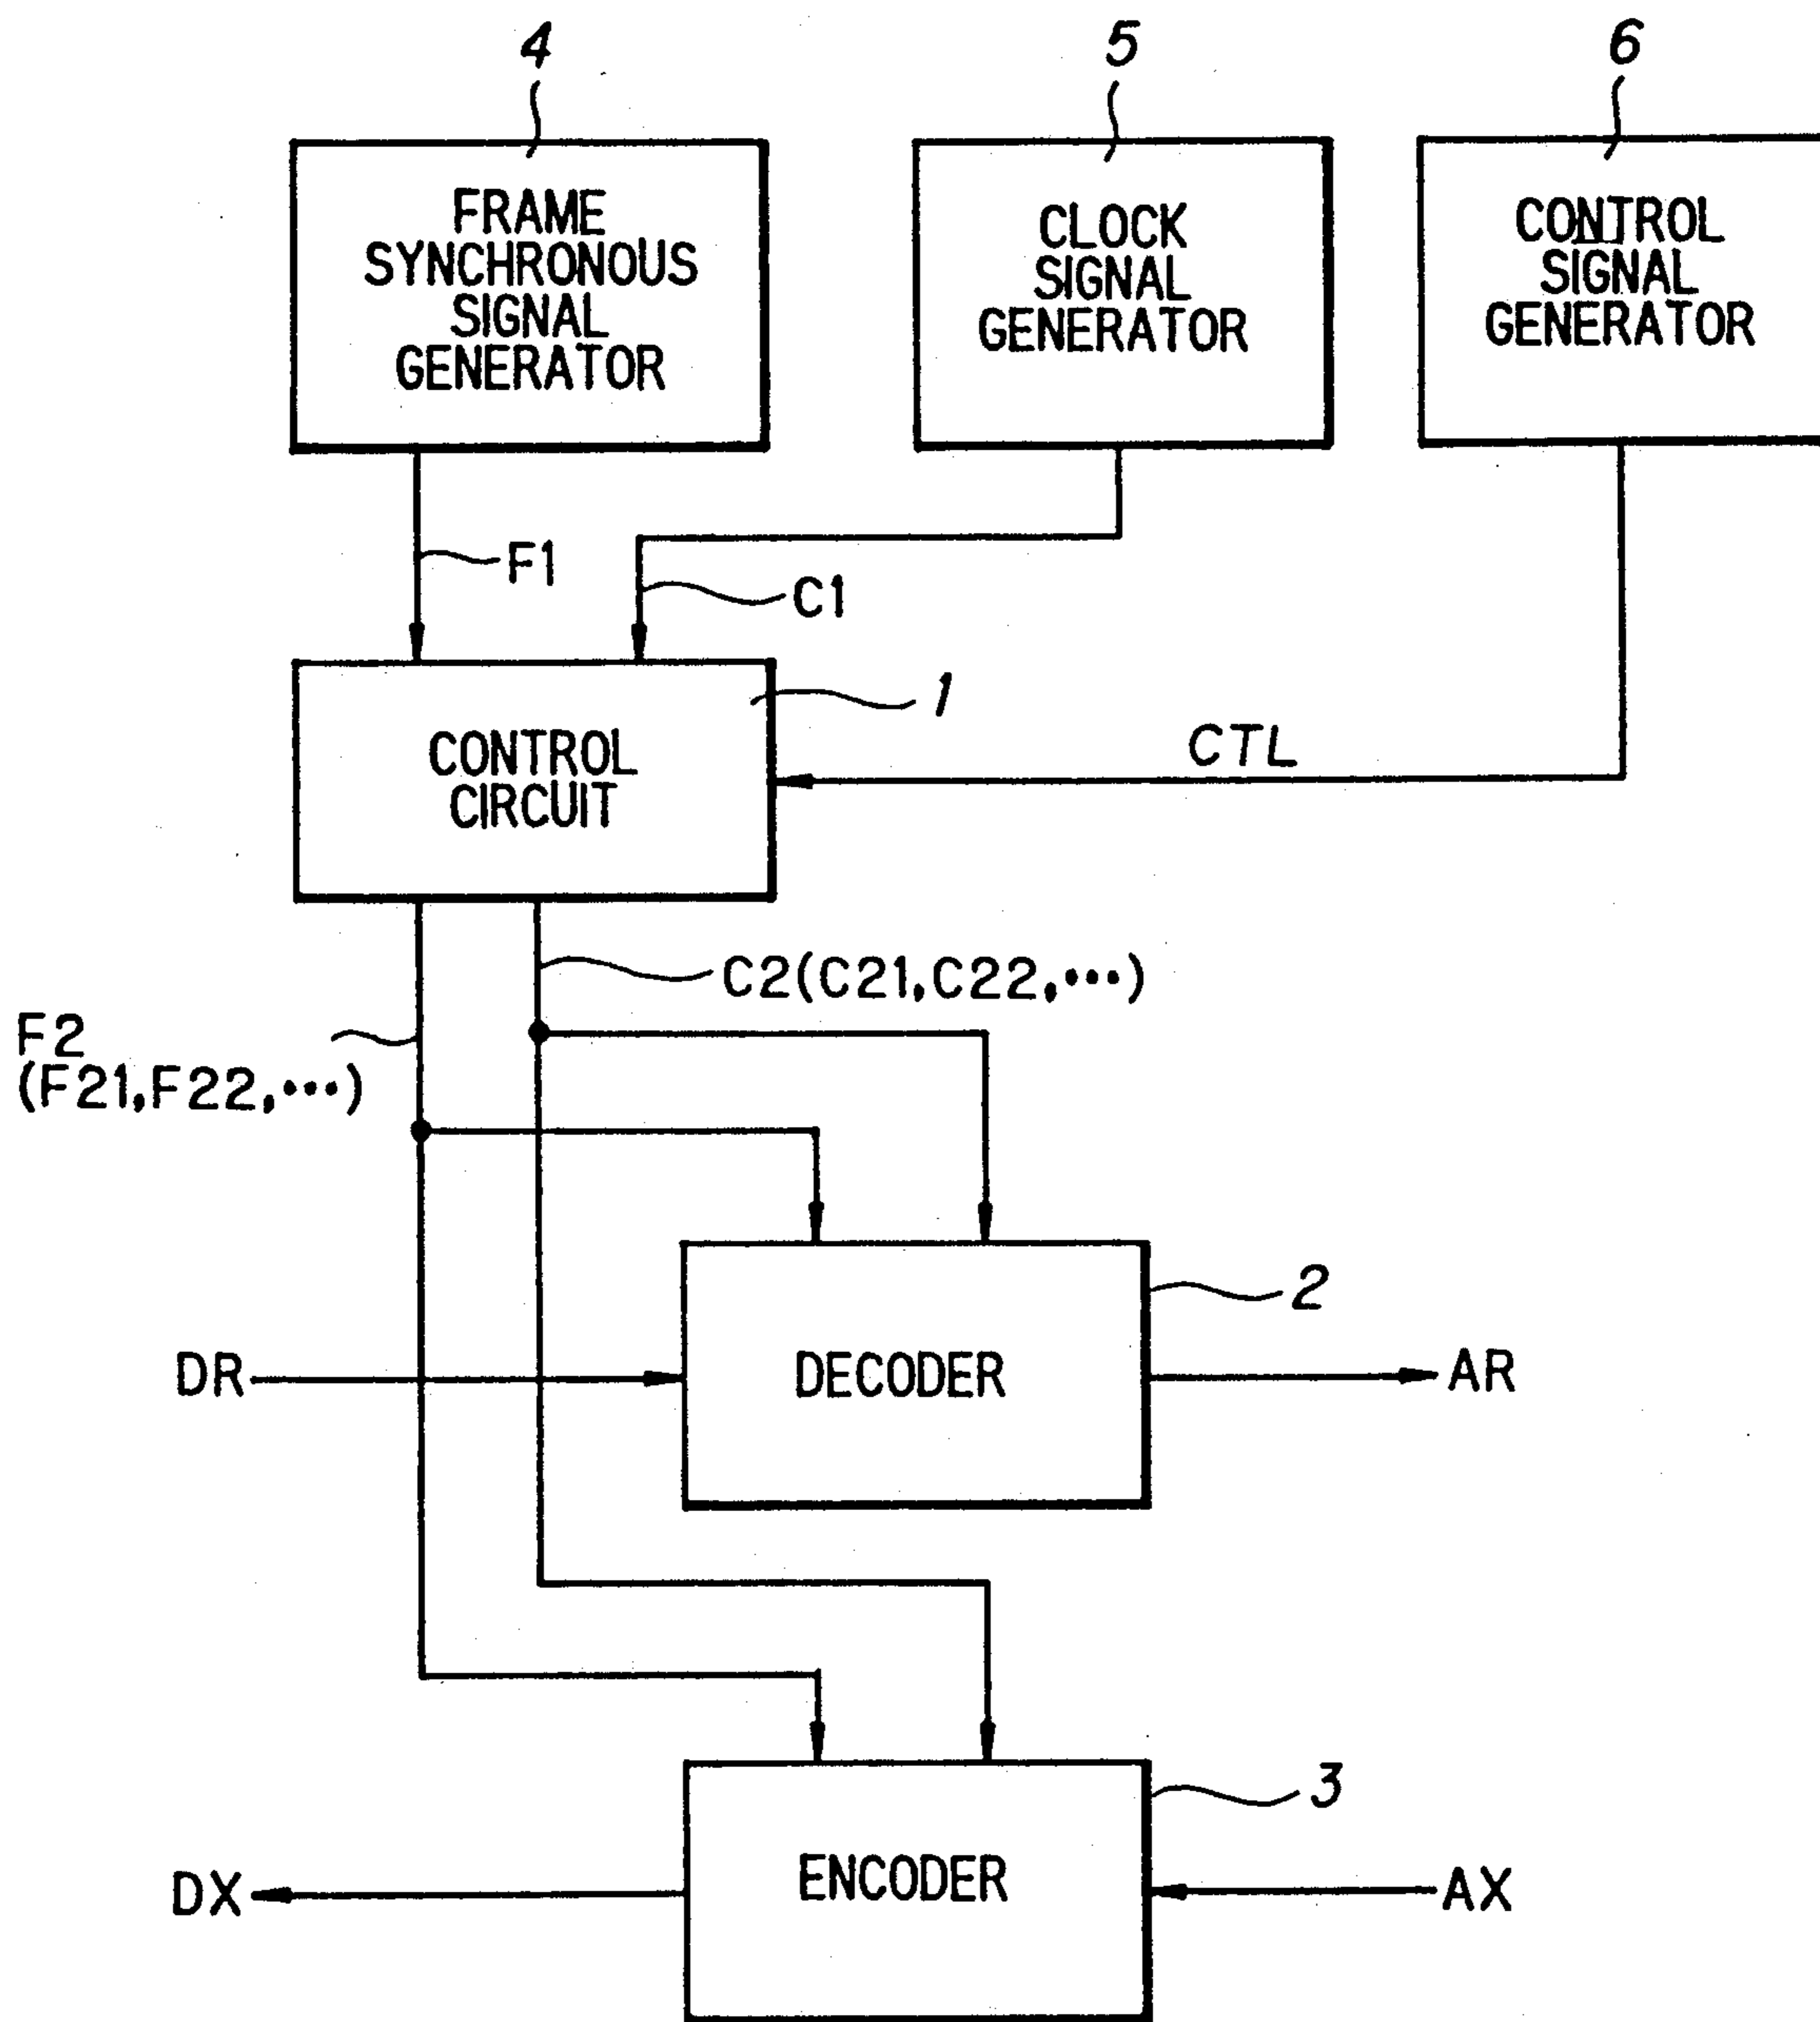 4
5
6
FRAME
SYNCHRONOUS
SIGNAL
GENERATOR
CLOCK
SIGNAL
GENERATOR
CONTROL
SIGNAL
GENERATOR
F1
C1
1
CONTROL
CIRCUIT
CTL
C2(C21,C22,•••)
F2
(F21,F22,•••)
2
DR
DECODER
AR
3
DX
ENCODER
AX